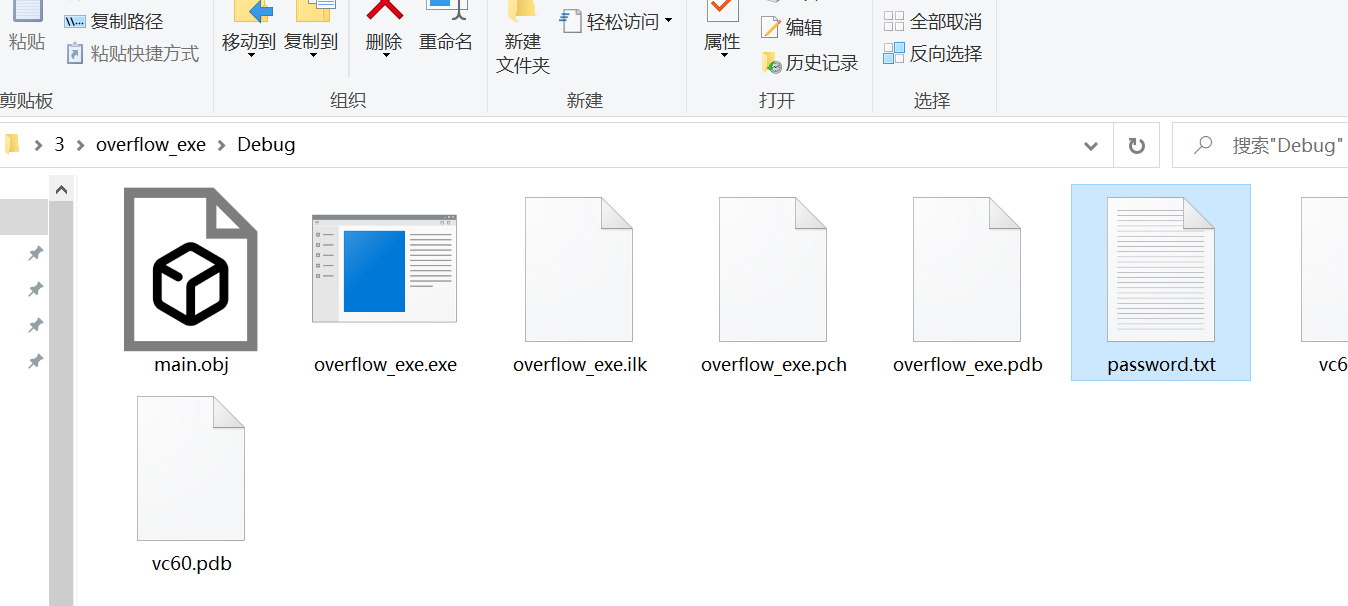 复制路径
粘贴
粘贴快捷方式
移动到 复制到
删除 重命名
新建
文件夹
轻松访问
属性
编辑
历史记录
全部取消
反向选择
剪贴板
组织
新建
打开
选择
3 overflow_exe Debug
搜索"Debug"
main.obj
overflow_exe.exe
overflow_exe.ilk
overflow_exe.pch
overflow_exe.pdb
password.txt
vc6
vc60.pdb